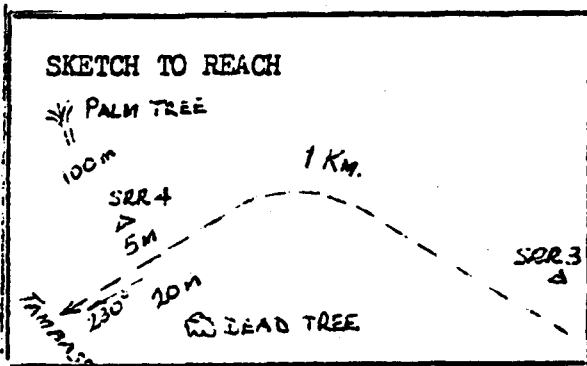 SKETCH TO REACH
PALM TREE
100m
1 KM.
SRR 4
5M
SRR 3
230°
20M
DEAD TREE